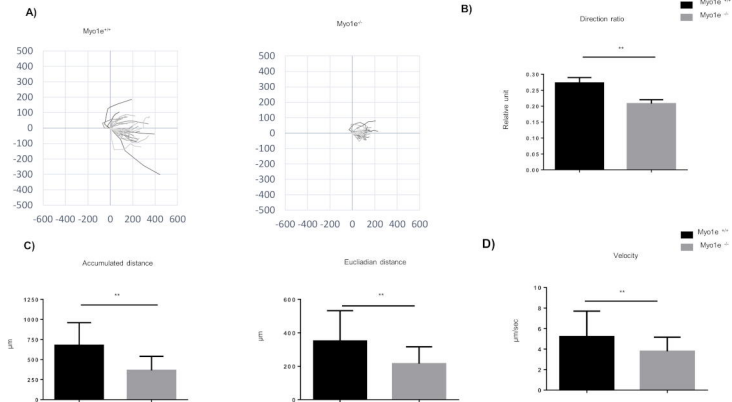 A)
Myo1e+/+
500
400
300
200
100
0
-100
-200
-300
-400
-500
-600 -400 -200 0 200 400 600
Myo1e-/-
500
400
300
200
100
0
-100
-200
-300
-400
-500
-600 -400 -200 0 200 400 600
B)
Myo1e +/+
Myo1e -/-
Direction ratio
**
Relative unit
0.30
0.25
0.20
0.15
0.10
0.05
0.00
C)
Accumulated distance
**
µm
1250
1000
750
500
250
0
Eucliadian distance
**
µm
600
400
200
0
D)
Myo1e +/+
Myo1e -/-
Velocity
**
µm/sec
10
8
6
4
2
0